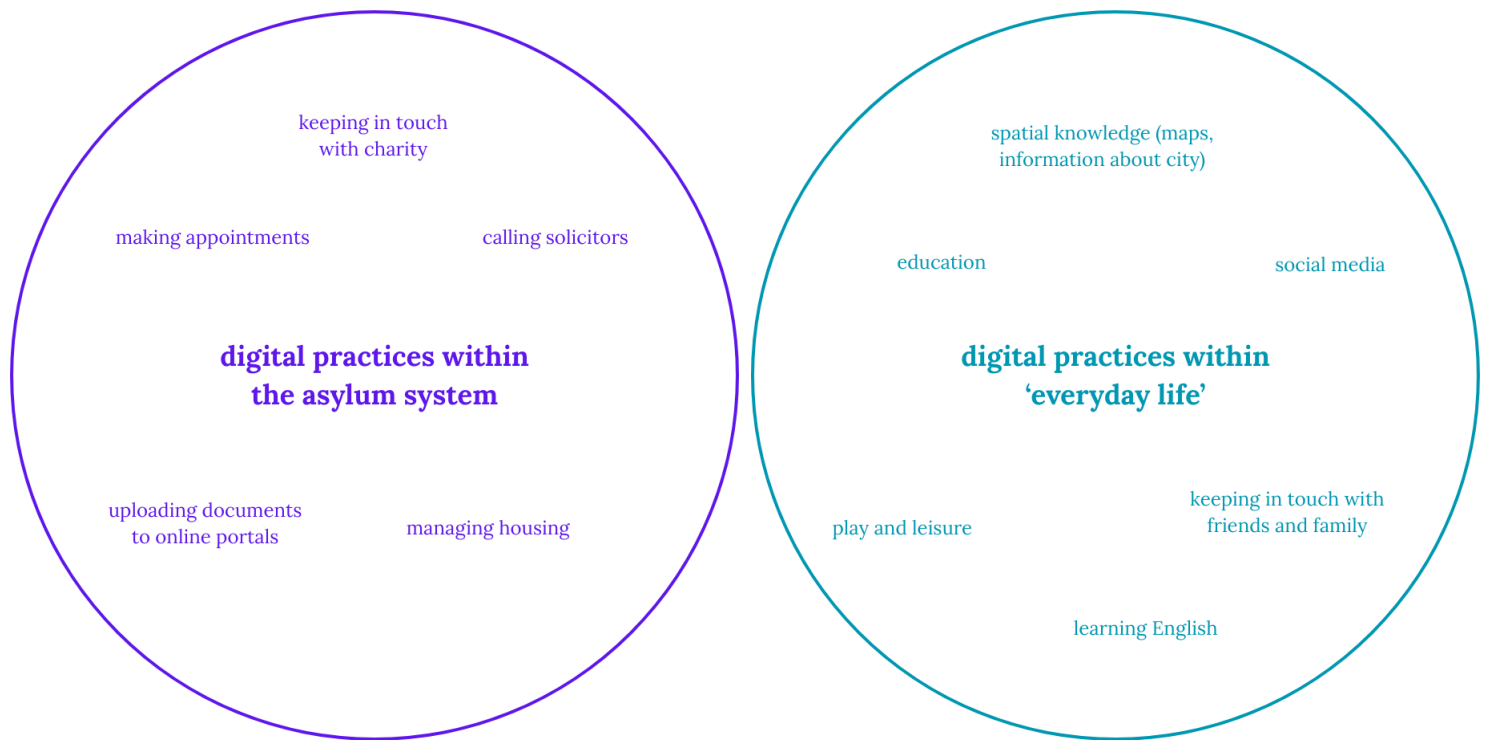 keeping in touch
with charity
making appointments
calling solicitors
digital practices within
the asylum system
uploading documents
to online portals
managing housing
spatial knowledge (maps,
information about city)
education
social media
digital practices within
‘everyday life’
keeping in touch with
friends and family
play and leisure
learning English